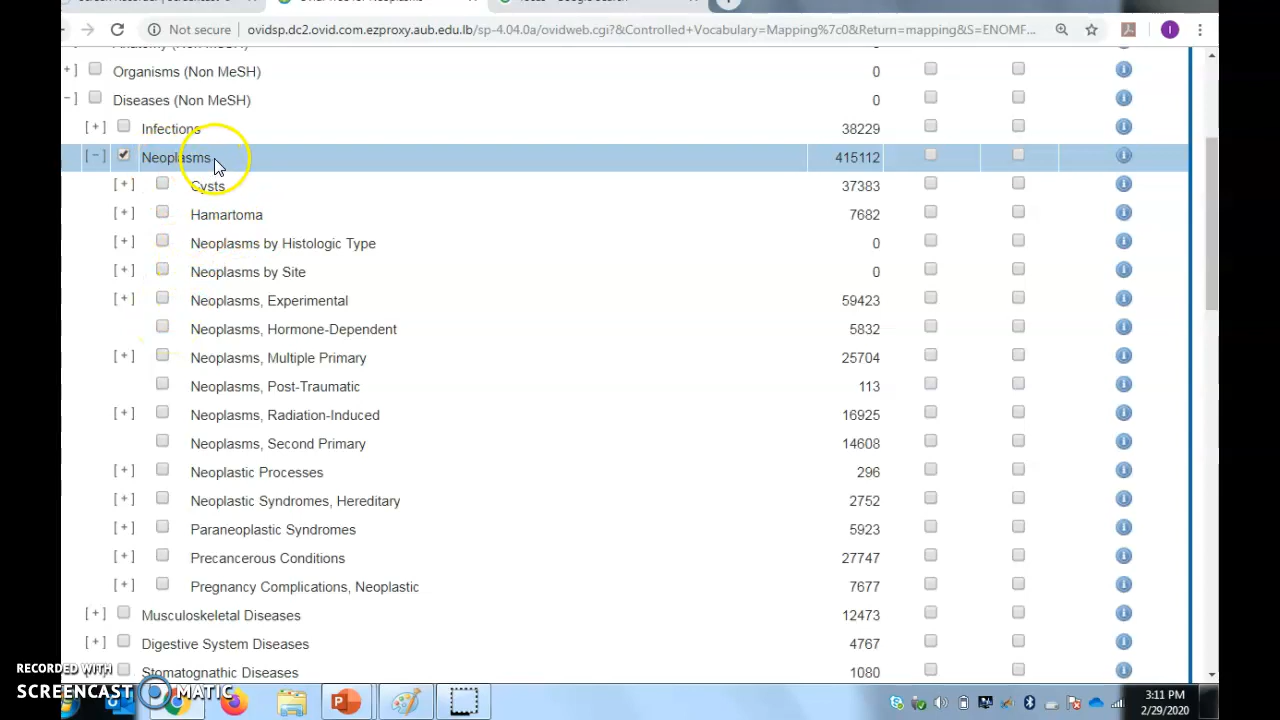 Not secure | ovidsp.dc2.ovid.com.ezproxy.aub.edu.lb/sp-4.04.0a/ovidweb.cgi?&Controlled+Vocabulary=Mapping%7c0&Return=mapping&S=ENOMF... I
Anatomy (Non MeSH) 0
[+] Organisms (Non MeSH) 0
[−] Diseases (Non MeSH) 0
[+] Infections 38229
[−] Neoplasms 415112
[+] Cysts 37383
[+] Hamartoma 7682
[+] Neoplasms by Histologic Type 0
[+] Neoplasms by Site 0
[+] Neoplasms, Experimental 59423
Neoplasms, Hormone-Dependent 5832
[+] Neoplasms, Multiple Primary 25704
Neoplasms, Post-Traumatic 113
[+] Neoplasms, Radiation-Induced 16925
Neoplasms, Second Primary 14608
[+] Neoplastic Processes 296
[+] Neoplastic Syndromes, Hereditary 2752
[+] Paraneoplastic Syndromes 5923
[+] Precancerous Conditions 27747
[+] Pregnancy Complications, Neoplastic 7677
[+] Musculoskeletal Diseases 12473
[+] Digestive System Diseases 4767
Stomatognathic Diseases 1080
RECORDED WITH
SCREENCAST MATIC
3:11 PM
2/29/2020